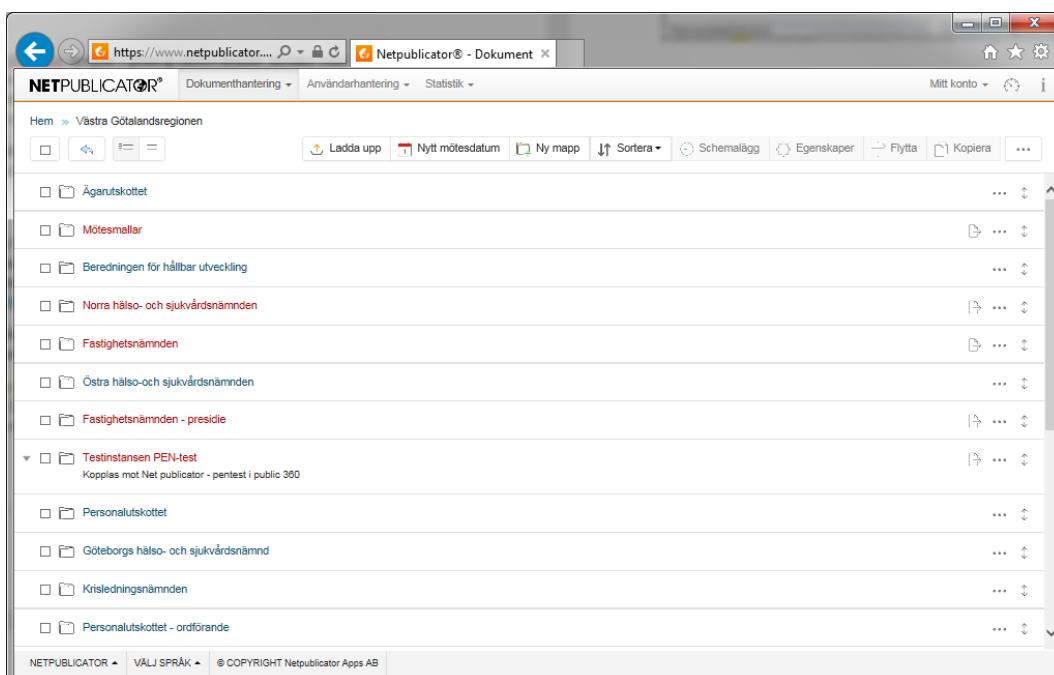 https://www.netpublicator....
Netpublicator® - Dokument
NETPUBLICATOR®
Dokumenthantering
Användarhantering
Statistik
Mitt konto
Hem » Västra Götalandsregionen
Ladda upp
Nytt mötesdatum
Ny mapp
Sortera
Schemalägg
Egenskaper
Flytta
Kopiera
Ägarutskottet
Mötesmallar
Beredningen för hållbar utveckling
Norra hälso- och sjukvårdsnämnden
Fastighetsnämnden
Östra hälso-och sjukvårdsnämnden
Fastighetsnämnden - presidie
Testinstansen PEN-test
Kopplas mot Net publicator - pentest i public 360
Personalutskottet
Göteborgs hälso- och sjukvårdsnämnd
Krisledningsnämnden
Personalutskottet - ordförande
NETPUBLICATOR
VÄLJ SPRÅK
© COPYRIGHT Netpublicator Apps AB